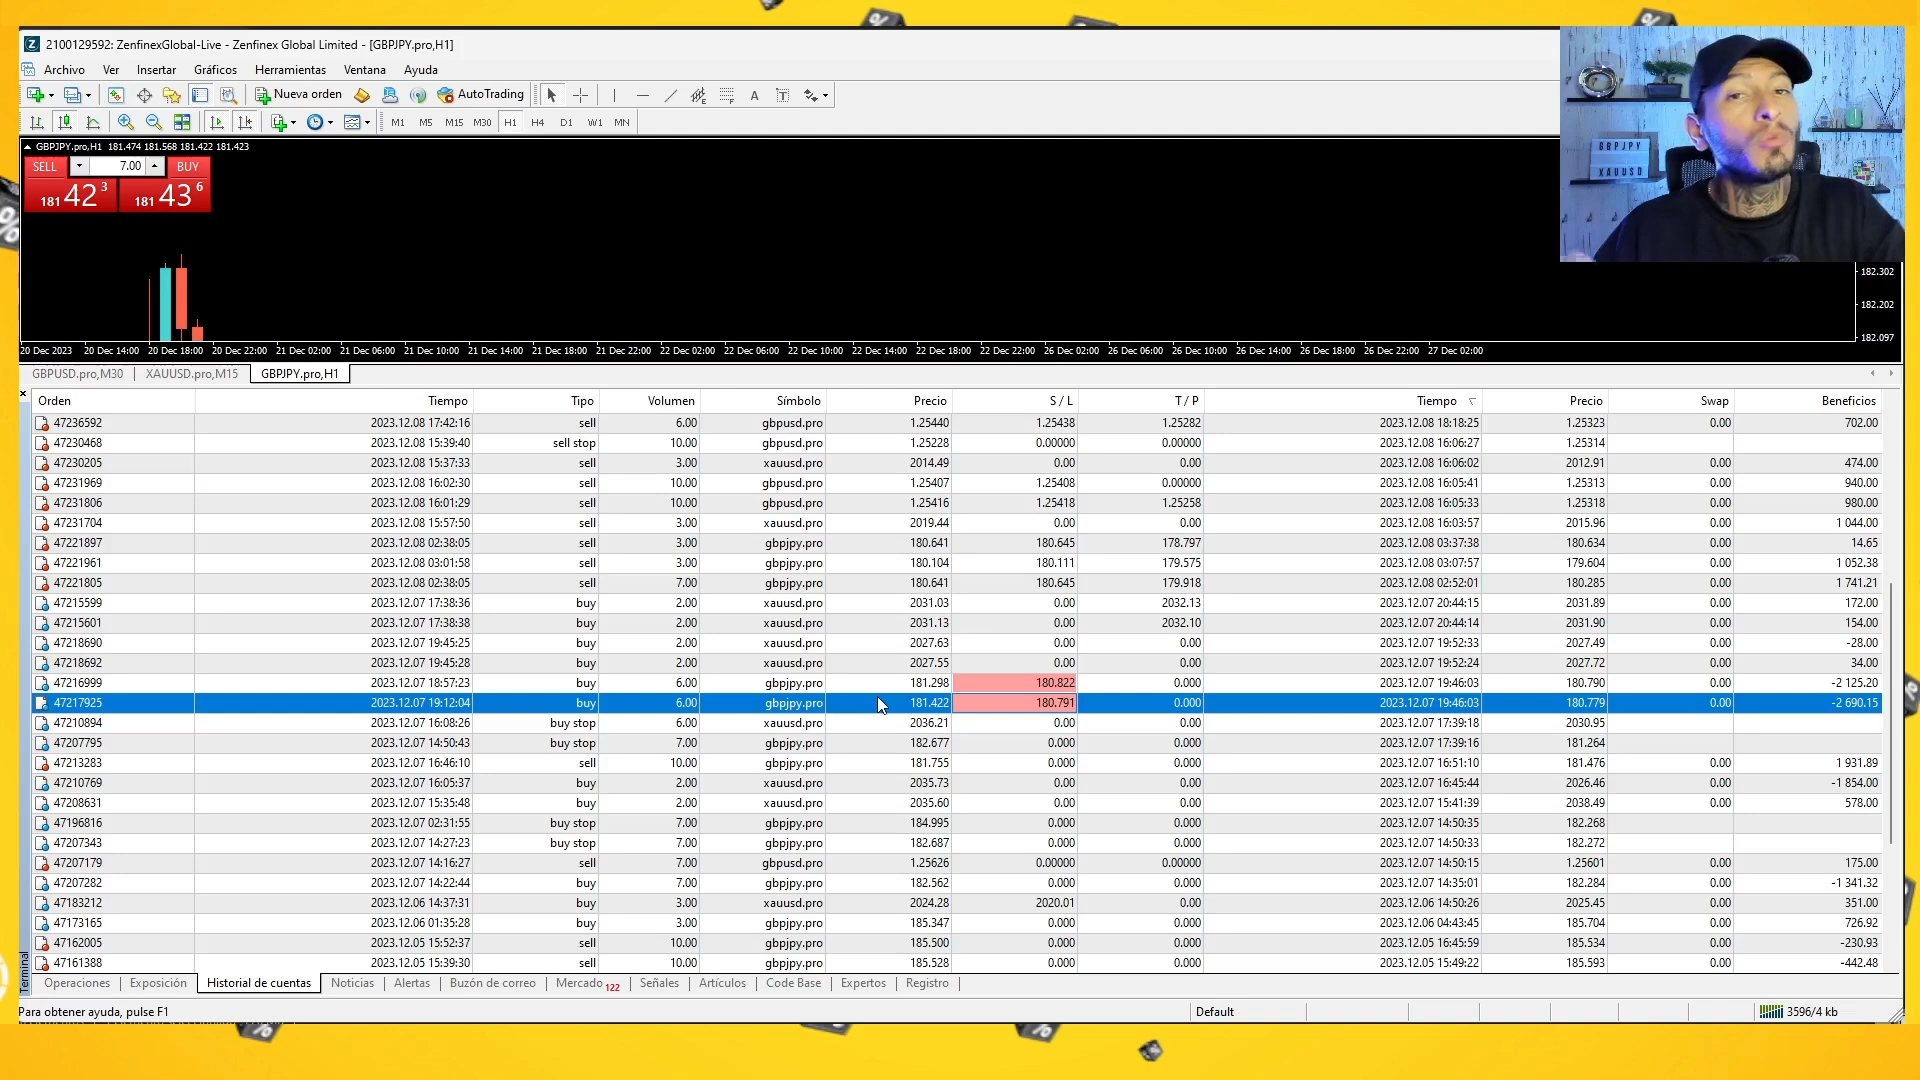 2100129592: ZenfinexGlobal-Live - Zenfinex Global Limited - [GBPJPY.pro,H1]
Archivo Ver Insertar Gráficos Herramientas Ventana Ayuda
Nueva orden AutoTrading A T
M1 M5 M15 M30 H1 H4 D1 W1 MN
GBPJPY.pro,H1 181.474 181.568 181.422 181.423
SELL 7.00 BUY
181 42 3 181 43 6
GBPJPY
XAUUSD
182.302
182.202
182.097
20 Dec 2023 20 Dec 14:00 20 Dec 18:00 20 Dec 22:00 21 Dec 02:00 21 Dec 06:00 21 Dec 10:00 21 Dec 14:00 21 Dec 18:00 21 Dec 22:00 22 Dec 02:00 22 Dec 06:00 22 Dec 10:00 22 Dec 14:00 22 Dec 18:00 22 Dec 22:00 26 Dec 02:00 26 Dec 06:00 26 Dec 10:00 26 Dec 14:00 26 Dec 18:00 26 Dec 22:00 27 Dec 02:00
GBPUSD.pro,M30 XAUUSD.pro,M15 GBPJPY.pro,H1
Orden Tiempo Tipo Volumen Símbolo Precio S / L T / P Tiempo Precio Swap Beneficios
47236592 2023.12.08 17:42:16 sell 6.00 gbpusd.pro 1.25440 1.25438 1.25282 2023.12.08 18:18:25 1.25323 0.00 702.00
47230468 2023.12.08 15:39:40 sell stop 10.00 gbpusd.pro 1.25228 0.00000 0.00000 2023.12.08 16:06:27 1.25314
47230205 2023.12.08 15:37:33 sell 3.00 xauusd.pro 2014.49 0.00 0.00 2023.12.08 16:06:02 2012.91 0.00 474.00
47231969 2023.12.08 16:02:30 sell 10.00 gbpusd.pro 1.25407 1.25408 0.00000 2023.12.08 16:05:41 1.25313 0.00 940.00
47231806 2023.12.08 16:01:29 sell 10.00 gbpusd.pro 1.25416 1.25418 1.25258 2023.12.08 16:05:33 1.25318 0.00 980.00
47231704 2023.12.08 15:57:50 sell 3.00 xauusd.pro 2019.44 0.00 0.00 2023.12.08 16:03:57 2015.96 0.00 1 044.00
47221897 2023.12.08 02:38:05 sell 3.00 gbpjpy.pro 180.641 180.645 178.797 2023.12.08 03:37:38 180.634 0.00 14.65
47221961 2023.12.08 03:01:58 sell 3.00 gbpjpy.pro 180.104 180.111 179.575 2023.12.08 03:07:57 179.604 0.00 1 052.38
47221805 2023.12.08 02:38:05 sell 7.00 gbpjpy.pro 180.641 180.645 179.918 2023.12.08 02:52:01 180.285 0.00 1 741.21
47215599 2023.12.07 17:38:36 buy 2.00 xauusd.pro 2031.03 0.00 2032.13 2023.12.07 20:44:15 2031.89 0.00 172.00
47215601 2023.12.07 17:38:38 buy 2.00 xauusd.pro 2031.13 0.00 2032.10 2023.12.07 20:44:14 2031.90 0.00 154.00
47218690 2023.12.07 19:45:25 buy 2.00 xauusd.pro 2027.63 0.00 0.00 2023.12.07 19:52:33 2027.49 0.00 -28.00
47218692 2023.12.07 19:45:28 buy 2.00 xauusd.pro 2027.55 0.00 0.00 2023.12.07 19:52:24 2027.72 0.00 34.00
47216999 2023.12.07 18:57:23 buy 6.00 gbpjpy.pro 181.298 180.822 0.000 2023.12.07 19:46:03 180.790 0.00 -2 125.20
47217925 2023.12.07 19:12:04 buy 6.00 gbpjpy.pro 181.422 180.791 0.000 2023.12.07 19:46:03 180.779 0.00 -2 690.15
47210894 2023.12.07 16:08:26 buy stop 6.00 xauusd.pro 2036.21 0.00 0.00 2023.12.07 17:39:18 2030.95
47207795 2023.12.07 14:50:43 buy stop 7.00 gbpjpy.pro 182.677 0.000 0.000 2023.12.07 17:39:16 181.264
47213283 2023.12.07 16:46:10 sell 10.00 gbpjpy.pro 181.755 0.000 0.000 2023.12.07 16:51:10 181.476 0.00 1 931.89
47210769 2023.12.07 16:05:37 buy 2.00 xauusd.pro 2035.73 0.00 0.00 2023.12.07 16:45:44 2026.46 0.00 -1 854.00
47208631 2023.12.07 15:35:48 buy 2.00 xauusd.pro 2035.60 0.00 0.00 2023.12.07 15:41:39 2038.49 0.00 578.00
47196816 2023.12.07 02:31:55 buy stop 7.00 gbpjpy.pro 184.995 0.000 0.000 2023.12.07 14:50:35 182.268
47207343 2023.12.07 14:27:23 buy stop 7.00 gbpjpy.pro 182.687 0.000 0.000 2023.12.07 14:50:33 182.272
47207179 2023.12.07 14:16:27 sell 7.00 gbpusd.pro 1.25626 0.00000 0.00000 2023.12.07 14:50:15 1.25601 0.00 175.00
47207282 2023.12.07 14:22:44 buy 7.00 gbpjpy.pro 182.562 0.000 0.000 2023.12.07 14:35:01 182.284 0.00 -1 341.32
47183212 2023.12.06 14:37:31 buy 3.00 xauusd.pro 2024.28 2020.01 0.00 2023.12.06 14:50:26 2025.45 0.00 351.00
47173165 2023.12.06 01:35:28 buy 3.00 gbpjpy.pro 185.347 0.000 0.000 2023.12.06 04:43:45 185.704 0.00 726.92
47162005 2023.12.05 15:52:37 sell 10.00 gbpjpy.pro 185.500 0.000 0.000 2023.12.05 16:45:59 185.534 0.00 -230.93
47161388 2023.12.05 15:39:30 sell 10.00 gbpjpy.pro 185.528 0.000 0.000 2023.12.05 15:49:22 185.593 0.00 -442.48
Terminal
Operaciones Exposición Historial de cuentas Noticias Alertas Buzón de correo Mercado 122 Señales Artículos Code Base Expertos Registro
Para obtener ayuda, pulse F1 Default 3596/4 kb